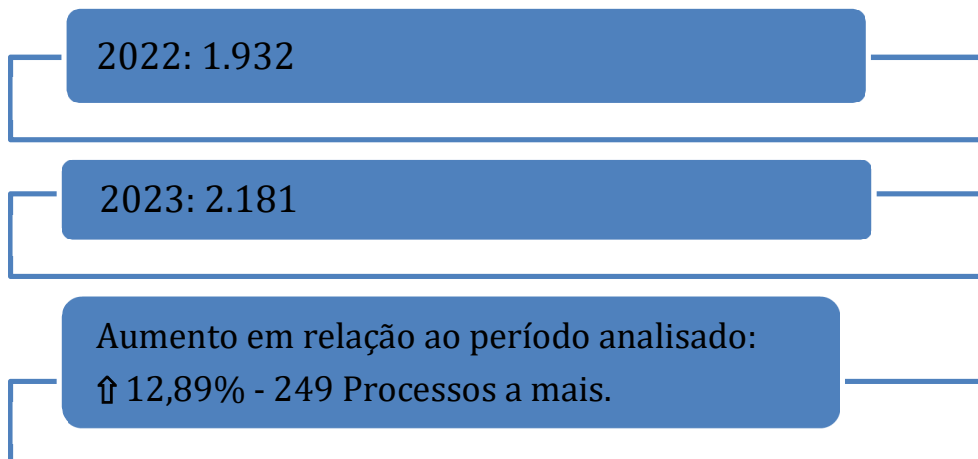 2022: 1.932
2023: 2.181
Aumento em relação ao período analisado:
⇧ 12,89% - 249 Processos a mais.